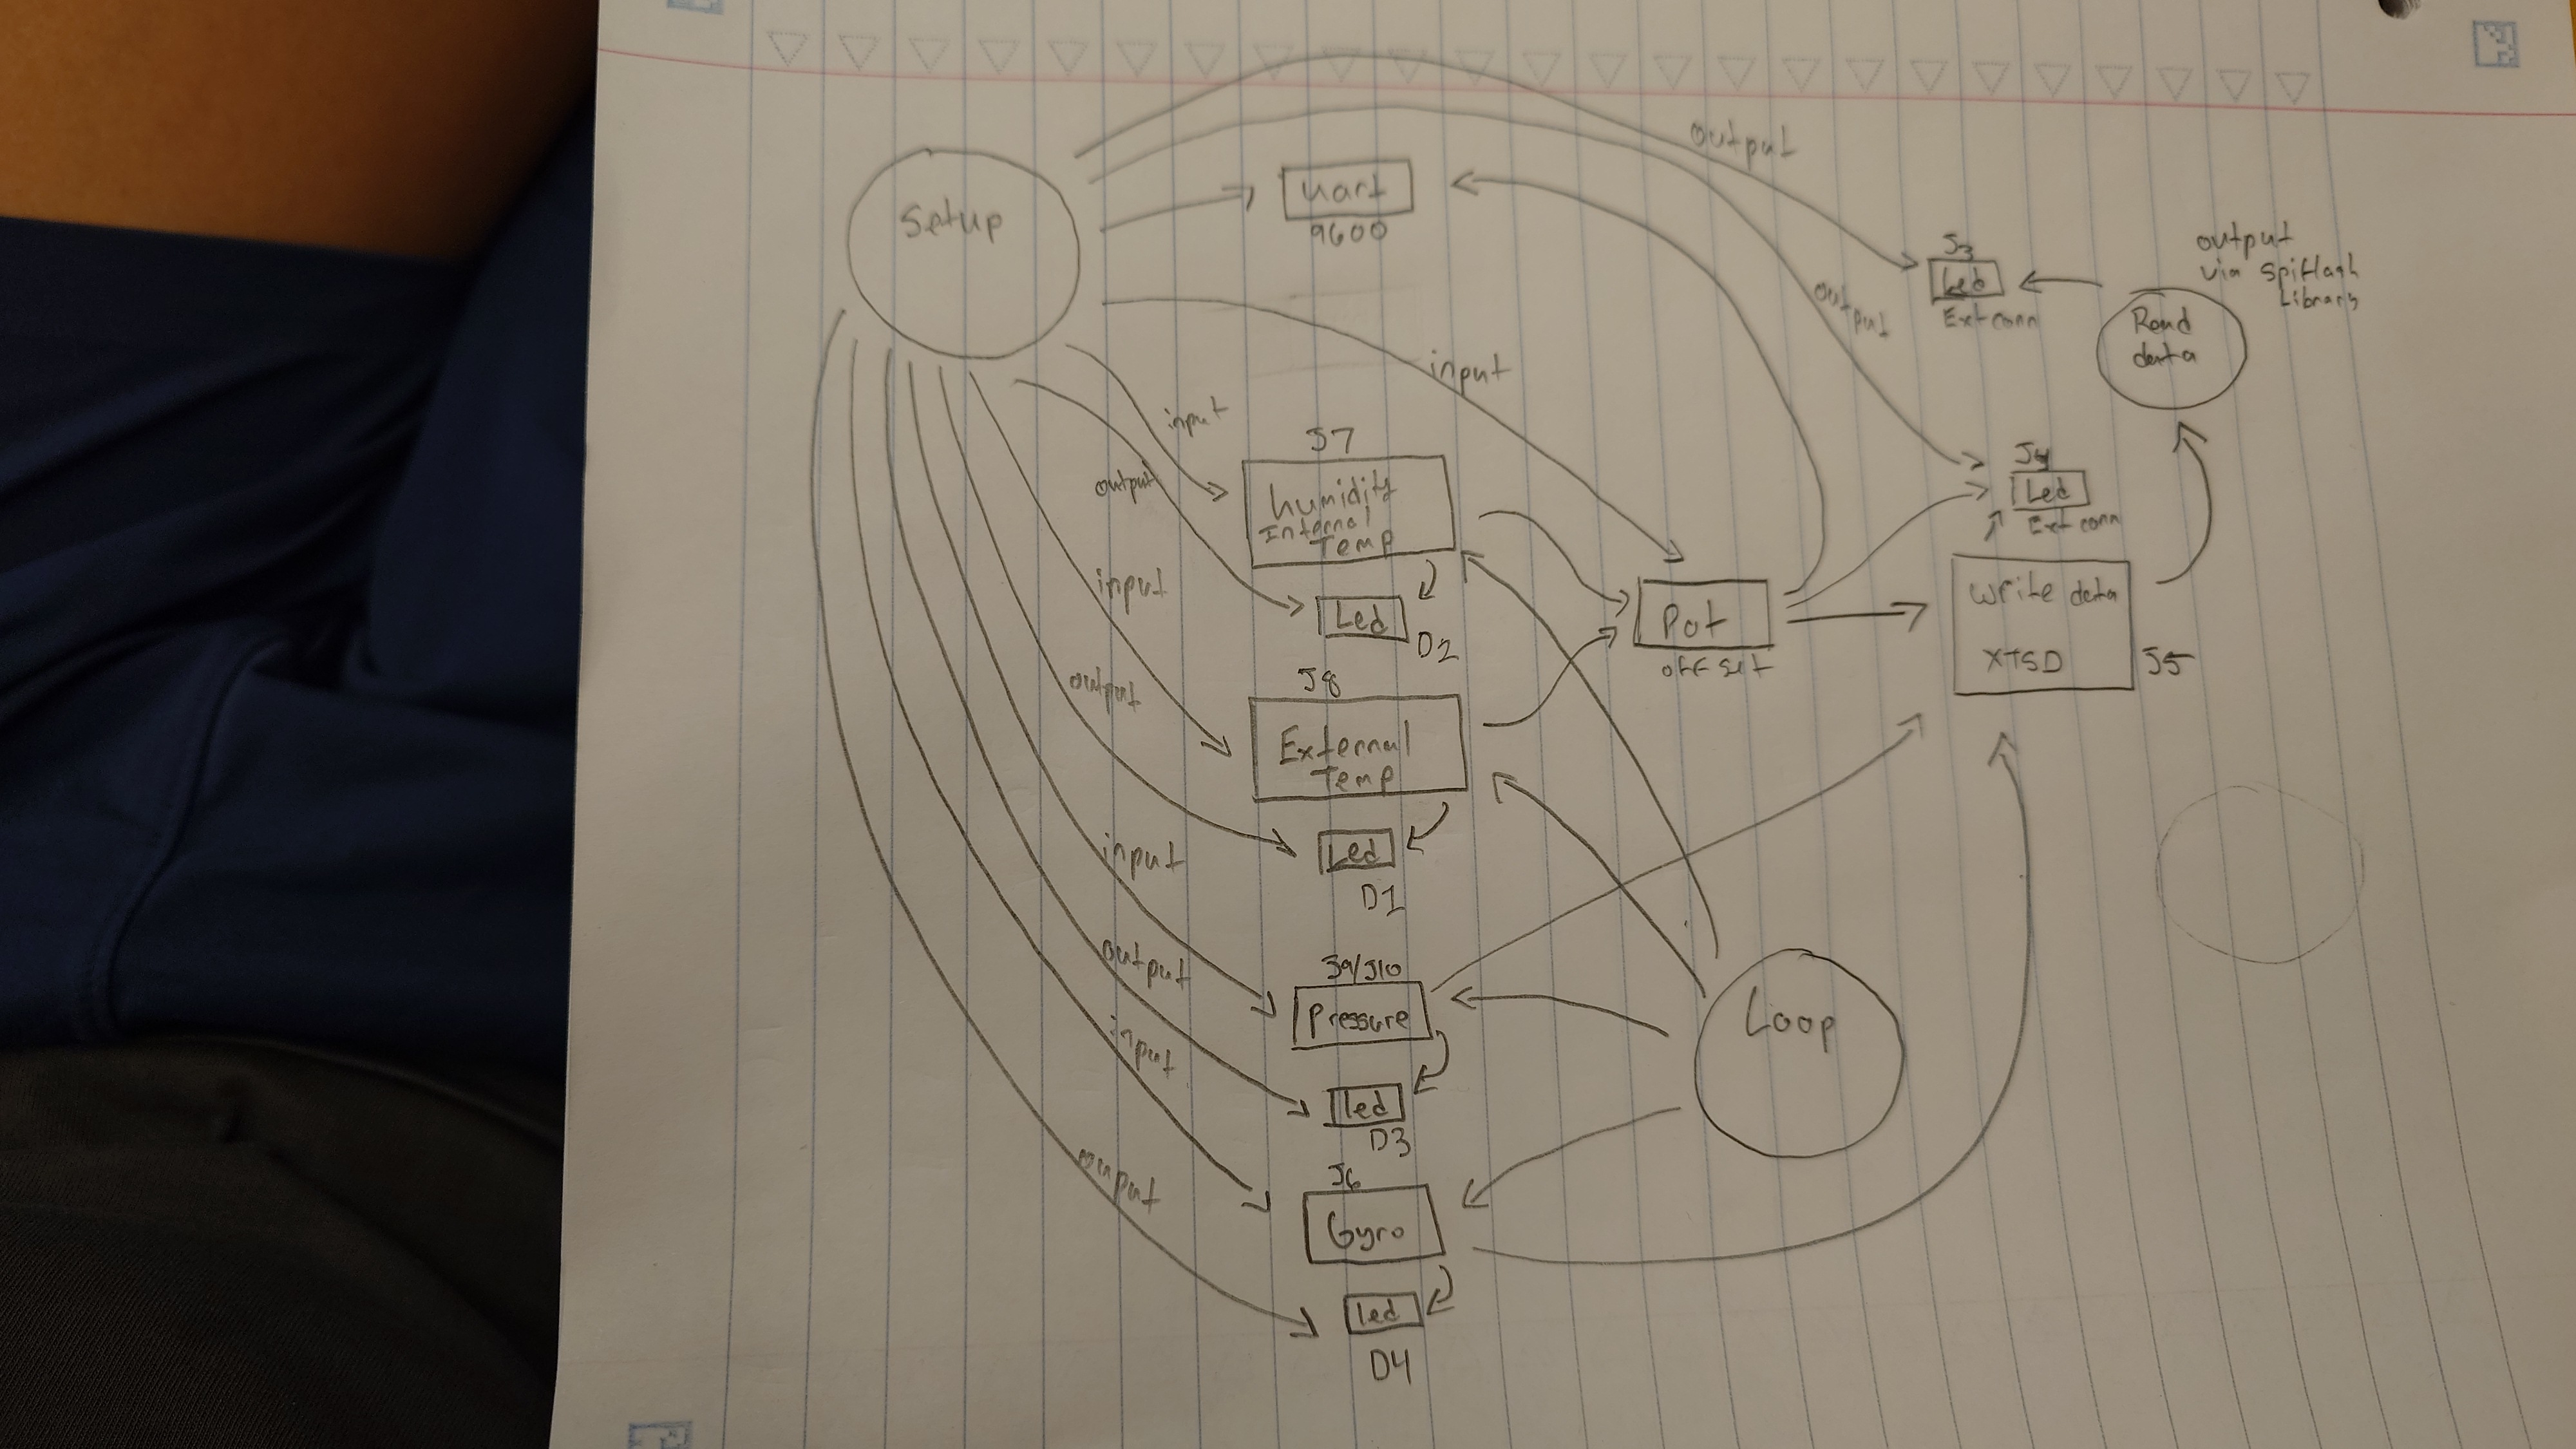 Setup
output
output
uart
9600
J7
humidity
Internal
Temp
input
output
Led
D2
input
J8
External
Temp
input
output
Led
D1
input
J9/J10
Pressure
output
Led
D3
input
J6
Gyro
output
Led
D4
input
Pot
offset
Loop
J3
Led
Ext conn
J4
Led
Ext conn
Write data
XTSD
J5
Read
data
output
via spiflash
Library